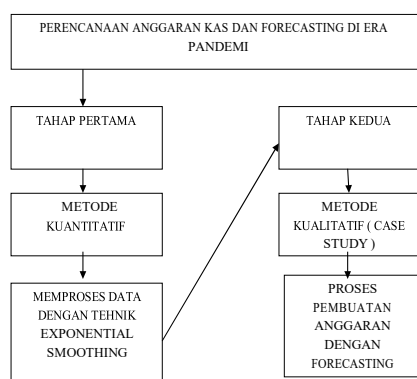 PERENCANAAN ANGGARAN KAS DAN FORECASTING DI ERA
PANDEMI
TAHAP PERTAMA
METODE
KUANTITATIF
MEMPROSES DATA
DENGAN TEHNIK
EXPONENTIAL
SMOOTHING
TAHAP KEDUA
METODE
KUALITATIF ( CASE
STUDY )
PROSES
PEMBUATAN
ANGGARAN
DENGAN
FORECASTING